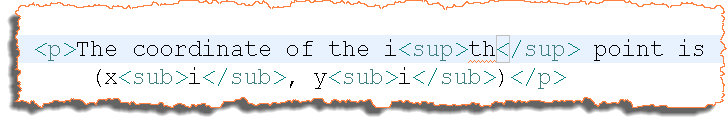 <p>The coordinate of the i<sup>th</sup> point is
(x<sub>i</sub>, y<sub>i</sub>)</p>